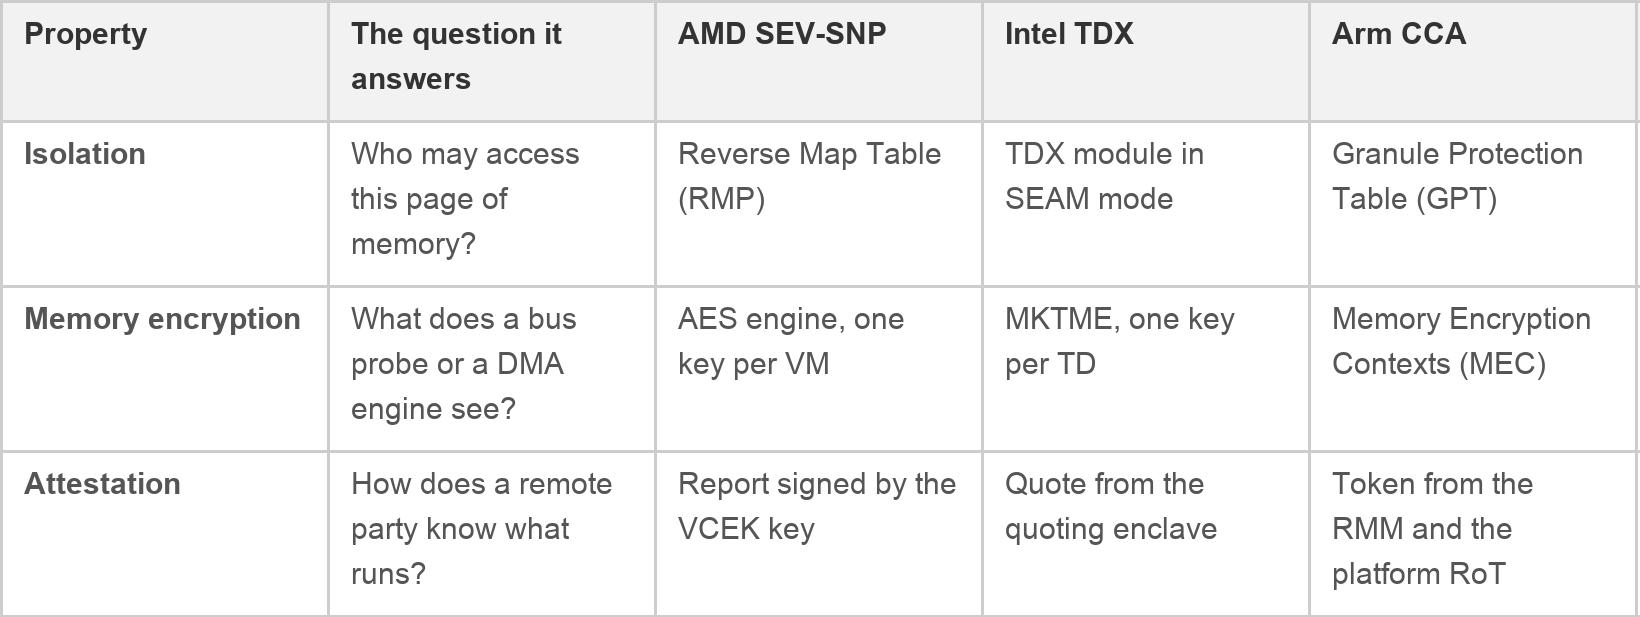 Property
The question it
answers
AMD SEV-SNP
Intel TDX
Arm CCA
Isolation
Who may access
this page of
memory?
Reverse Map Table
(RMP)
TDX module in
SEAM mode
Granule Protection
Table (GPT)
Memory encryption
What does a bus
probe or a DMA
engine see?
AES engine, one
key per VM
MKTME, one key
per TD
Memory Encryption
Contexts (MEC)
Attestation
How does a remote
party know what
runs?
Report signed by the
VCEK key
Quote from the
quoting enclave
Token from the
RMM and the
platform RoT